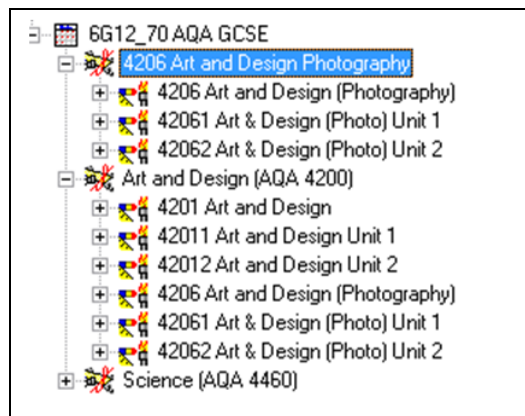 6G12_70 AQA GCSE
4206 Art and Design Photography
4206 Art and Design (Photography)
42061 Art & Design (Photo) Unit 1
42062 Art & Design (Photo) Unit 2
Art and Design (AQA 4200)
4201 Art and Design
42011 Art and Design Unit 1
42012 Art and Design Unit 2
4206 Art and Design (Photography)
42061 Art & Design (Photo) Unit 1
42062 Art & Design (Photo) Unit 2
Science (AQA 4460)